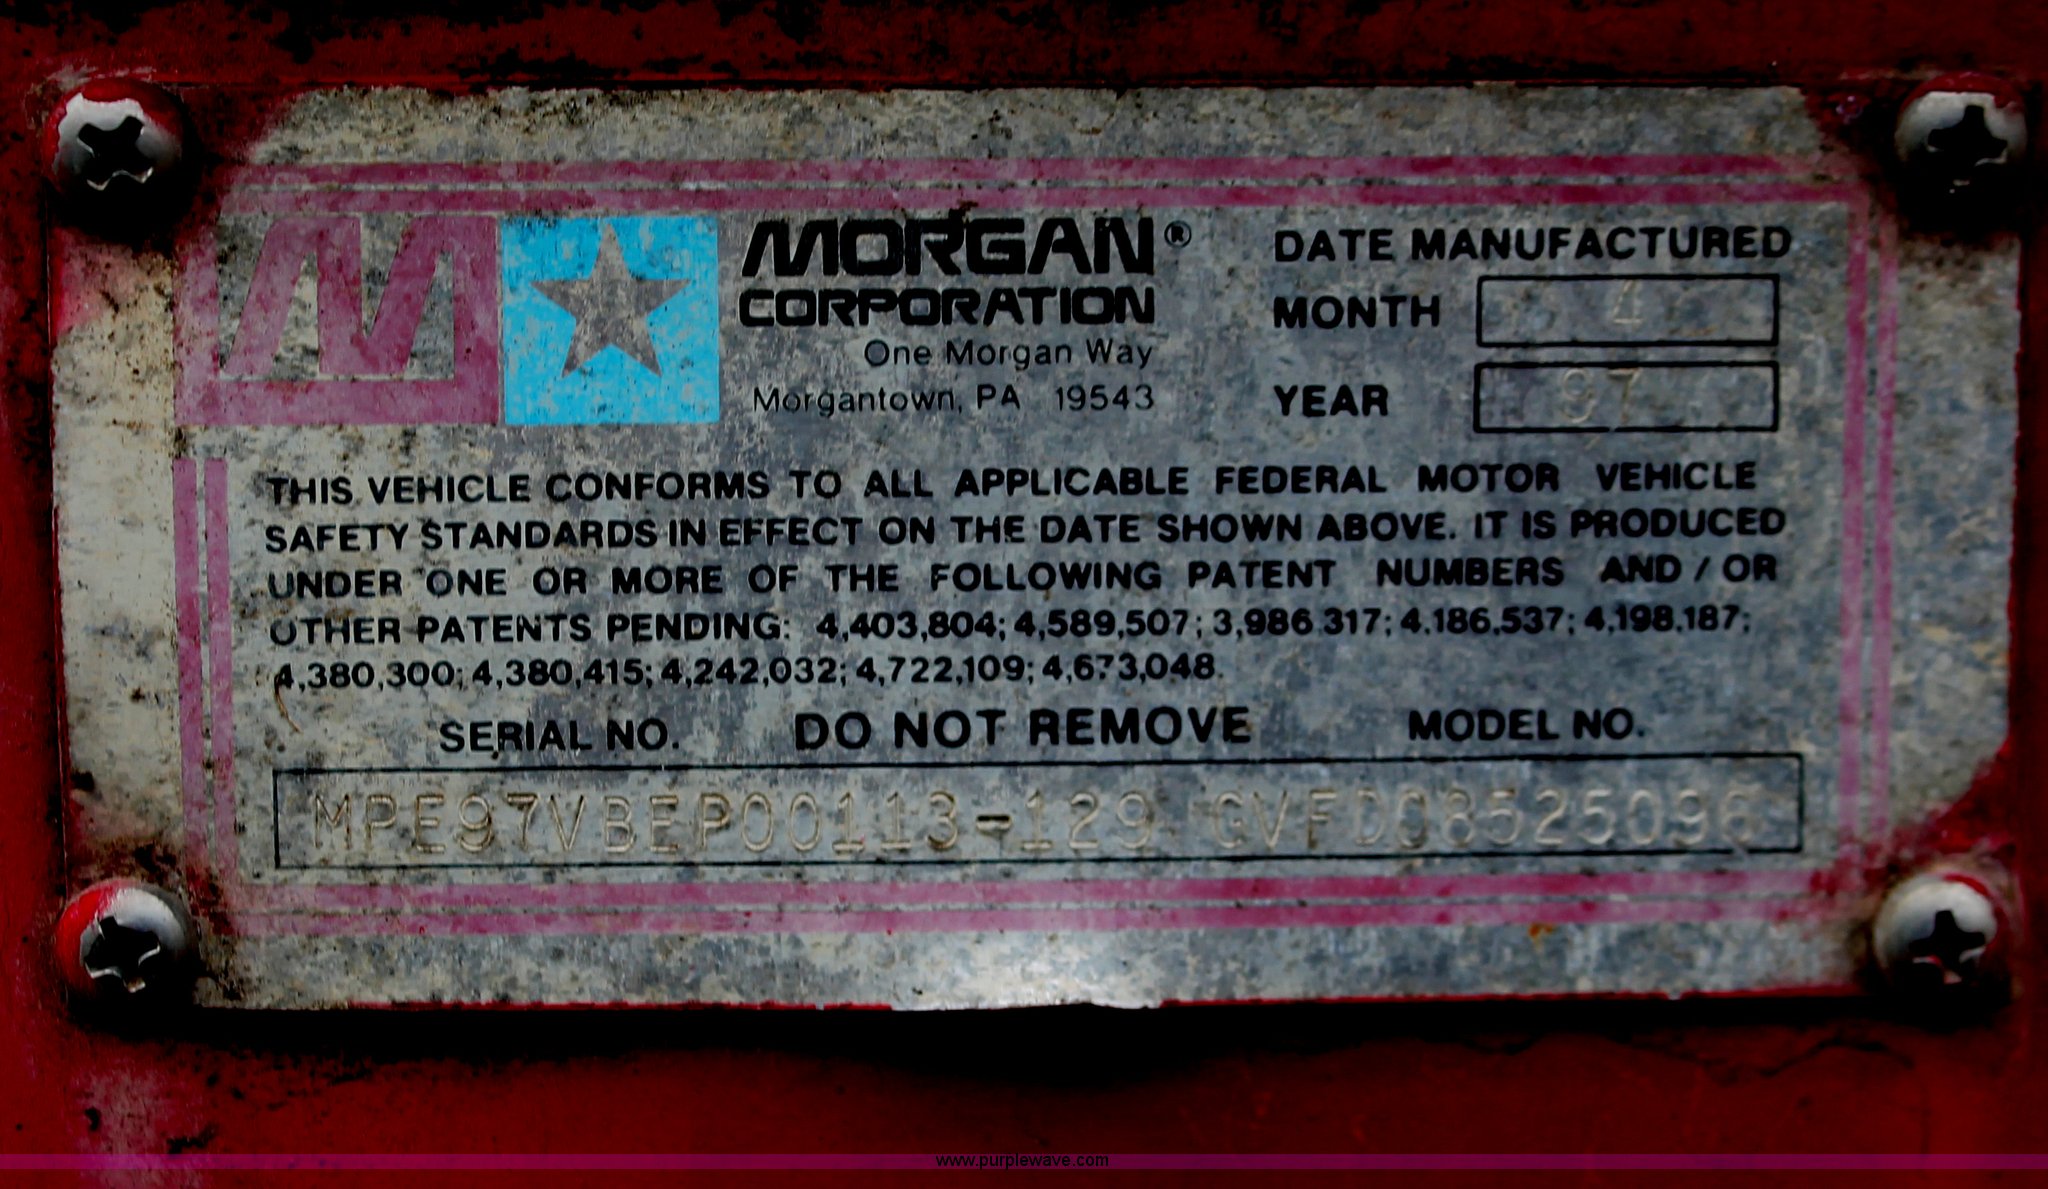 MORGAN®
CORPORATION
One Morgan Way
Morgantown, PA 19543
DATE MANUFACTURED
MONTH 4
YEAR 97
THIS VEHICLE CONFORMS TO ALL APPLICABLE FEDERAL MOTOR VEHICLE
SAFETY STANDARDS IN EFFECT ON THE DATE SHOWN ABOVE. IT IS PRODUCED
UNDER ONE OR MORE OF THE FOLLOWING PATENT NUMBERS AND / OR
OTHER PATENTS PENDING: 4,403,804; 4,589,507; 3,986.317; 4.186.537; 4,198.187;
4,380,300; 4,380,415; 4,242,032; 4,722,109; 4,673,048.
SERIAL NO. DO NOT REMOVE MODEL NO.
MPE97VBEP00113-129 GVFD08525096
www.purplewave.com